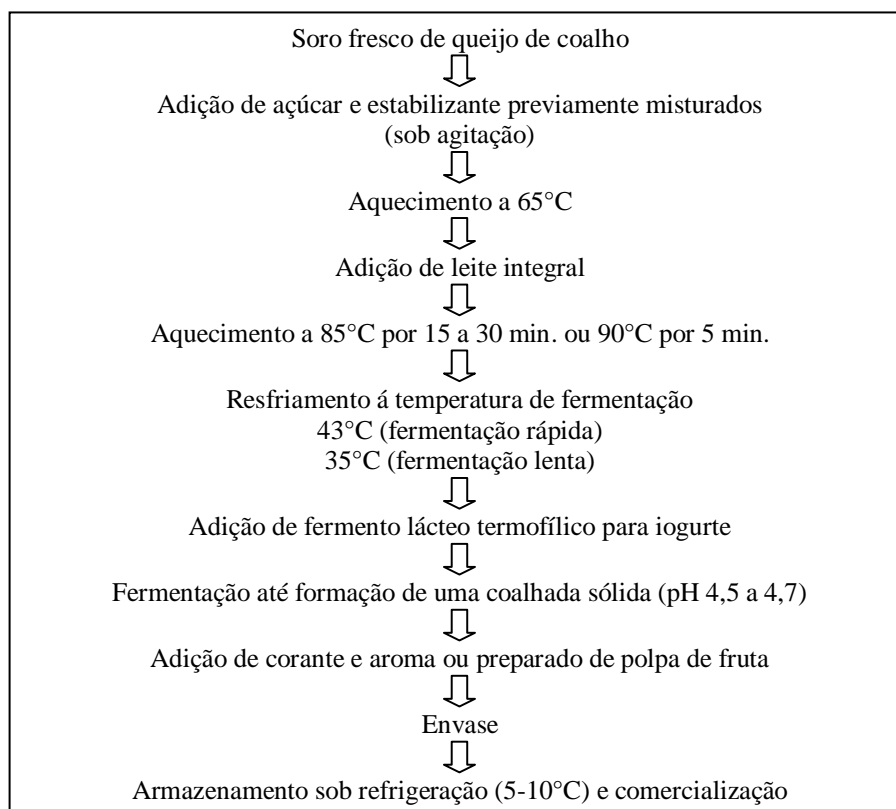 Soro fresco de queijo de coalho
Adição de açúcar e estabilizante previamente misturados
(sob agitação)
Aquecimento a 65°C
Adição de leite integral
Aquecimento a 85°C por 15 a 30 min. ou 90°C por 5 min.
Resfriamento á temperatura de fermentação
43°C (fermentação rápida)
35°C (fermentação lenta)
Adição de fermento lácteo termofílico para iogurte
Fermentação até formação de uma coalhada sólida (pH 4,5 a 4,7)
Adição de corante e aroma ou preparado de polpa de fruta
Envase
Armazenamento sob refrigeração (5-10°C) e comercialização